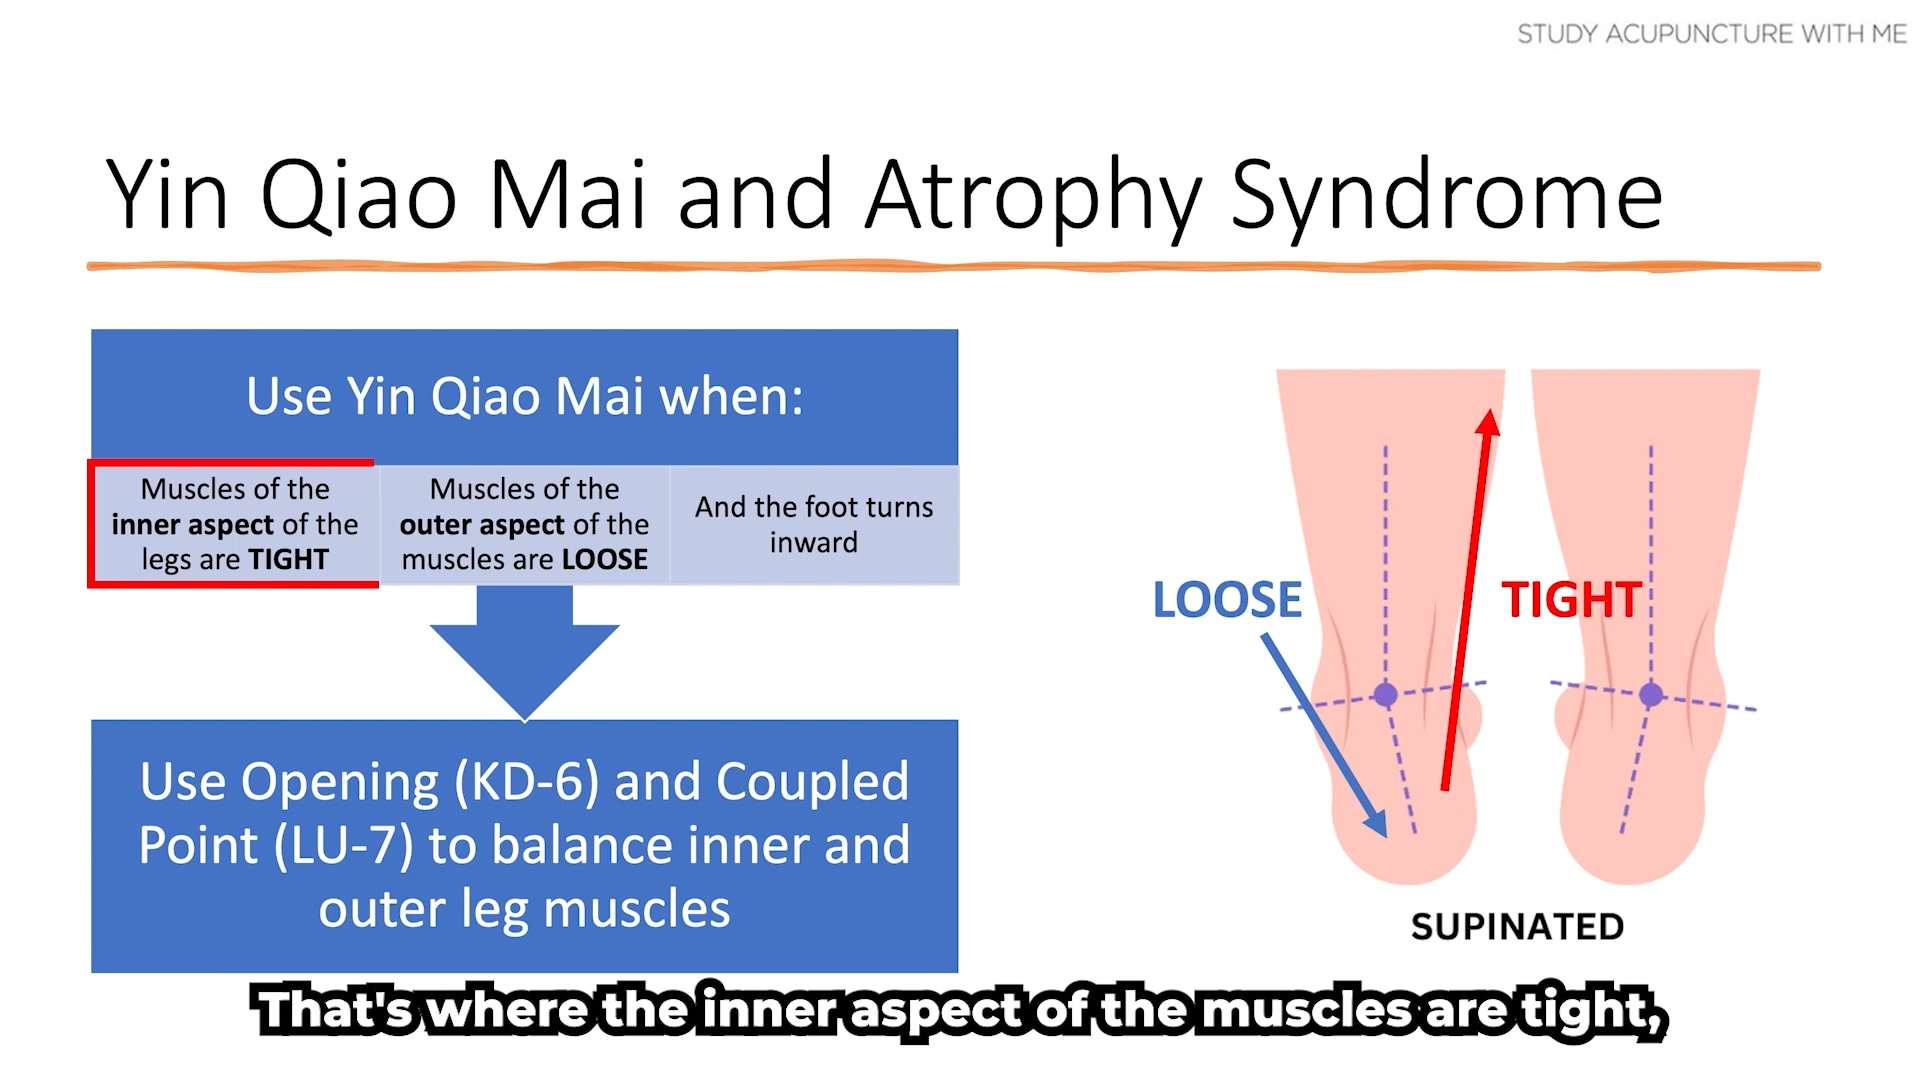 STUDY ACUPUNCTURE WITH ME
Yin Qiao Mai and Atrophy Syndrome
Use Yin Qiao Mai when:
Muscles of the
inner aspect of the
legs are TIGHT
Muscles of the
outer aspect of the
muscles are LOOSE
And the foot turns
inward
Use Opening (KD-6) and Coupled
Point (LU-7) to balance inner and
outer leg muscles
LOOSE
TIGHT
SUPINATED
That's where the inner aspect of the muscles are tight,